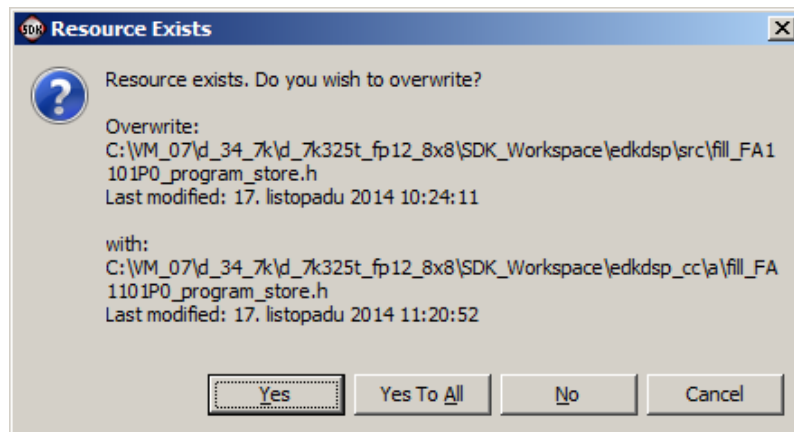 SDK Resource Exists
Resource exists. Do you wish to overwrite?
Overwrite:
C:\VM_07\d_34_7k\d_7k325t_fp12_8x8\SDK_Workspace\edkdsp\src\fill_FA1
101P0_program_store.h
Last modified: 17. listopadu 2014 10:24:11
with:
C:\VM_07\d_34_7k\d_7k325t_fp12_8x8\SDK_Workspace\edkdsp_cc\a\fill_FA
1101P0_program_store.h
Last modified: 17. listopadu 2014 11:20:52
Yes Yes To All No Cancel